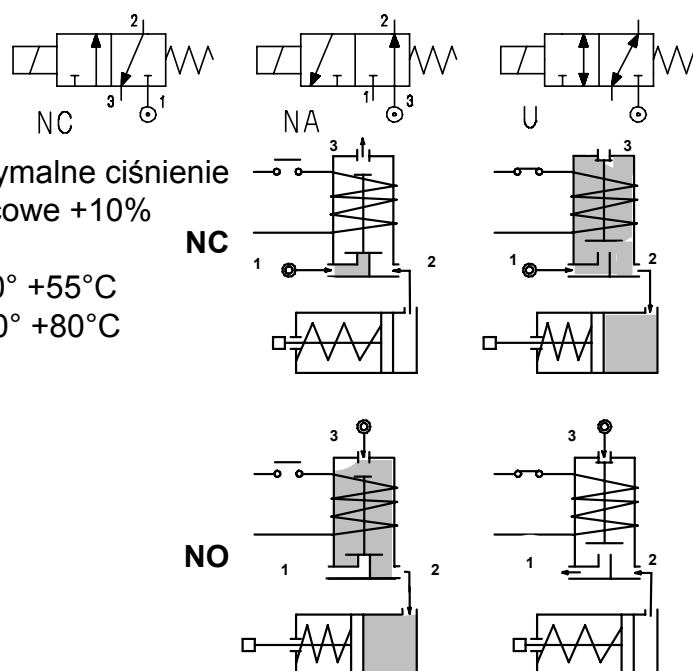 2 2
3 1 1 3
NC NA U
3 3
ymalne ciśnienie
cowe +10%
NC
1 2 1 2
0° +55°C
0° +80°C
3 3
NO
1 2 1 2